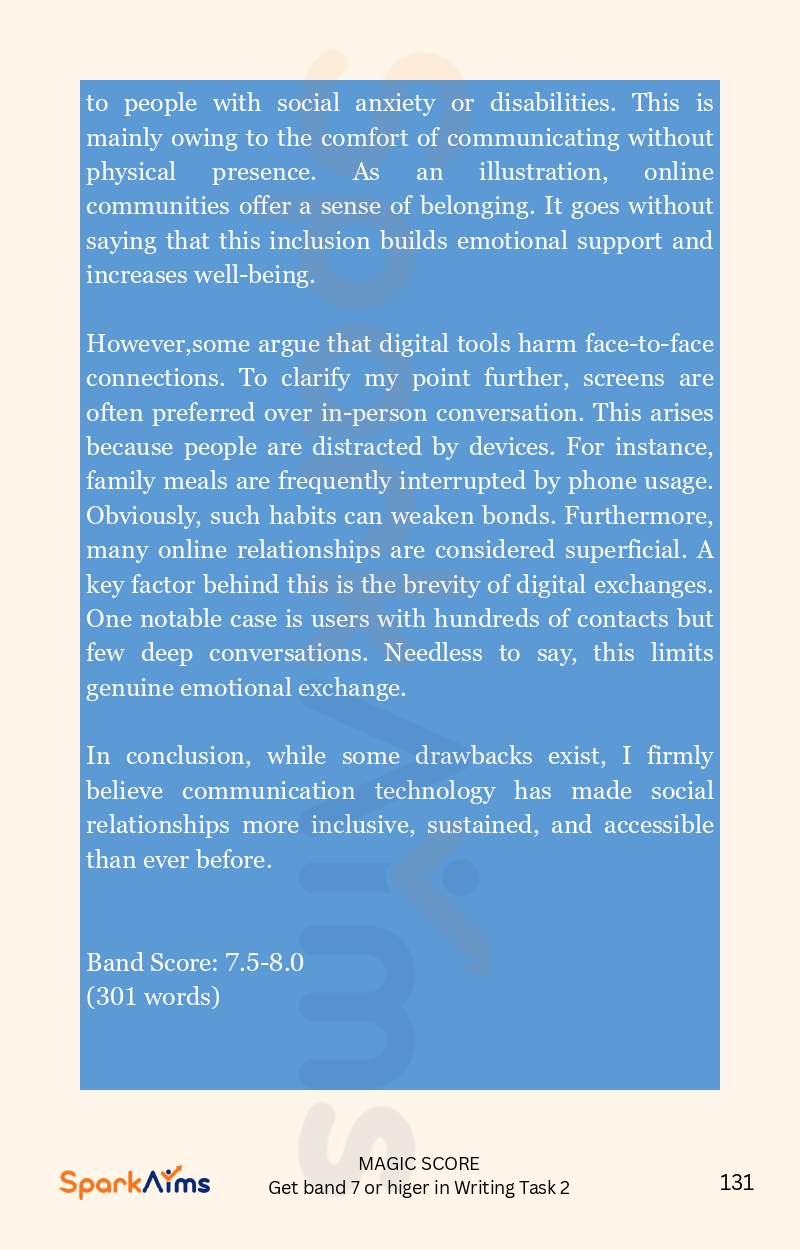 to people with social anxiety or disabilities. This is
mainly owing to the comfort of communicating without
physical presence. As an illustration, online
communities offer a sense of belonging. It goes without
saying that this inclusion builds emotional support and
increases well-being.
However,some argue that digital tools harm face-to-face
connections. To clarify my point further, screens are
often preferred over in-person conversation. This arises
because people are distracted by devices. For instance,
family meals are frequently interrupted by phone usage.
Obviously, such habits can weaken bonds. Furthermore,
many online relationships are considered superficial. A
key factor behind this is the brevity of digital exchanges.
One notable case is users with hundreds of contacts but
few deep conversations. Needless to say, this limits
genuine emotional exchange.
In conclusion, while some drawbacks exist, I firmly
believe communication technology has made social
relationships more inclusive, sustained, and accessible
than ever before.
Band Score: 7.5-8.0
(301 words)
SparkAims
MAGIC SCORE
Get band 7 or higer in Writing Task 2
131
SparkAims